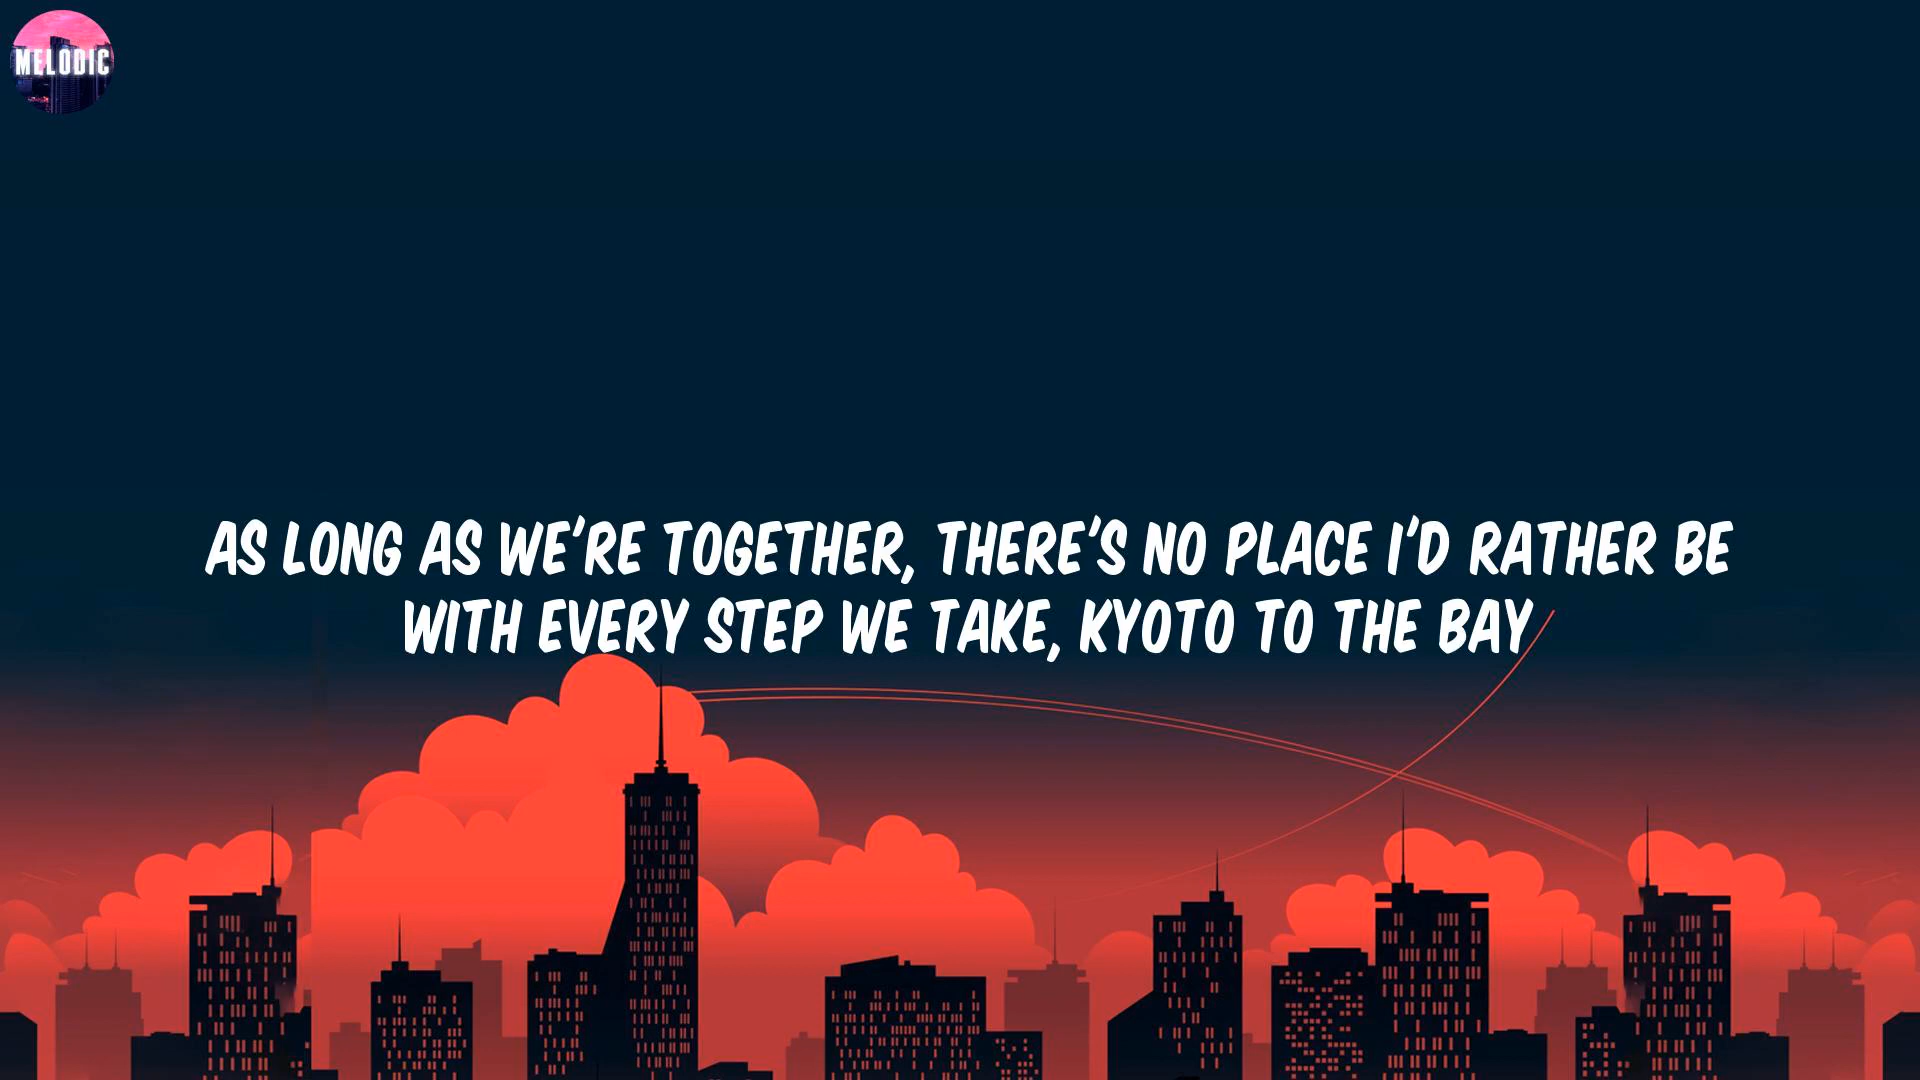 MELODIC
AS LONG AS WE'RE TOGETHER, THERE'S NO PLACE I'D RATHER BE
WITH EVERY STEP WE TAKE, KYOTO TO THE BAY